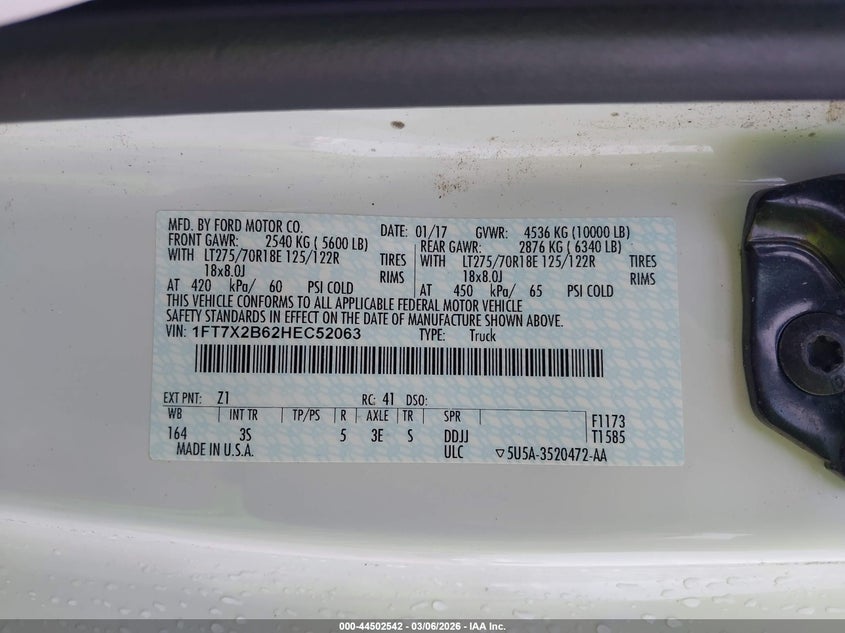 MFD. BY FORD MOTOR CO. DATE: 01/17 GVWR: 4536 KG (10000 LB)
FRONT GAWR: 2540 KG ( 5600 LB) REAR GAWR: 2876 KG ( 6340 LB)
WITH LT275/70R18E 125/122R TIRES WITH LT275/70R18E 125/122R TIRES
18x8.0J RIMS 18x8.0J RIMS
AT 420 kPa/ 60 PSI COLD AT 450 kPa/ 65 PSI COLD
THIS VEHICLE CONFORMS TO ALL APPLICABLE FEDERAL MOTOR VEHICLE
SAFETY STANDARDS IN EFFECT ON THE DATE OF MANUFACTURE SHOWN ABOVE.
VIN: 1FT7X2B62HEC52063 TYPE: Truck
EXT PNT: Z1 RC: 41 DSO:
WB INT TR TP/PS R AXLE TR SPR F1173
164 3S 5 3E S DDJJ T1585
MADE IN U.S.A. ULC ▽5U5A-3520472-AA
000-44502542 - 03/06/2026 - IAA Inc.